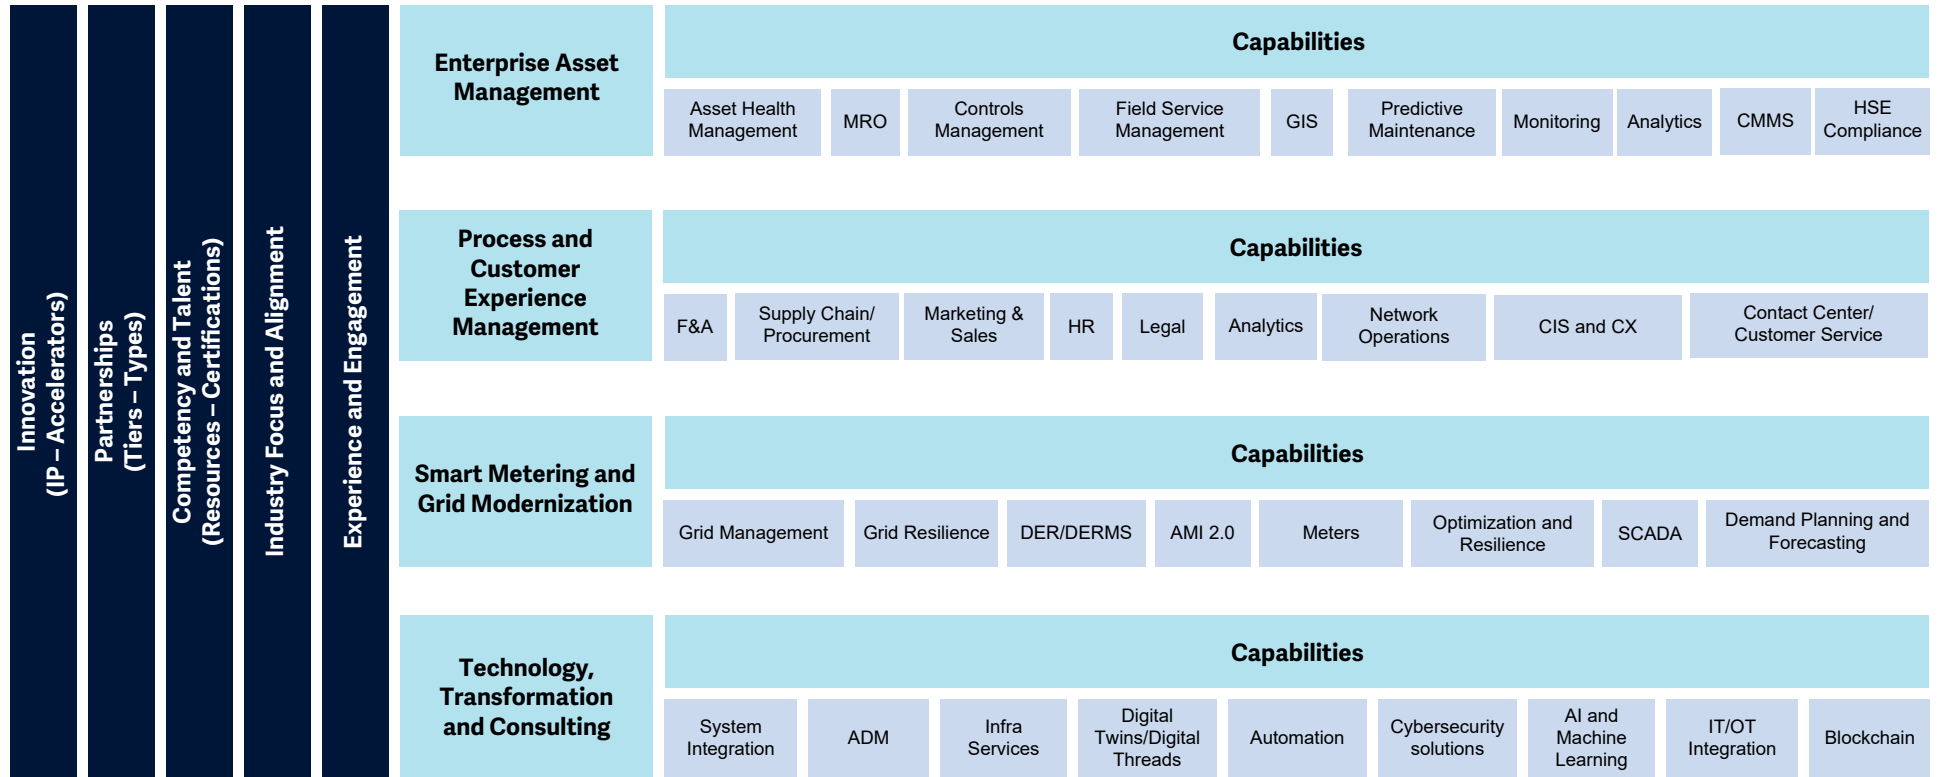 Innovation
(IP – Accelerators)
Partnerships
(Tiers – Types)
Competency and Talent
(Resources – Certifications)
Industry Focus and Alignment
Experience and Engagement
Enterprise Asset
Management
Capabilities
Asset Health
Management
MRO
Controls
Management
Field Service
Management
GIS
Predictive
Maintenance
Monitoring
Analytics
CMMS
HSE
Compliance
Process and
Customer
Experience
Management
Capabilities
F&A
Supply Chain/
Procurement
Marketing &
Sales
HR
Legal
Analytics
Network
Operations
CIS and CX
Contact Center/
Customer Service
Smart Metering and
Grid Modernization
Capabilities
Grid Management
Grid Resilience
DER/DERMS
AMI 2.0
Meters
Optimization and
Resilience
SCADA
Demand Planning and
Forecasting
Technology,
Transformation
and Consulting
Capabilities
System
Integration
ADM
Infra
Services
Digital
Twins/Digital
Threads
Automation
Cybersecurity
solutions
AI and
Machine
Learning
IT/OT
Integration
Blockchain